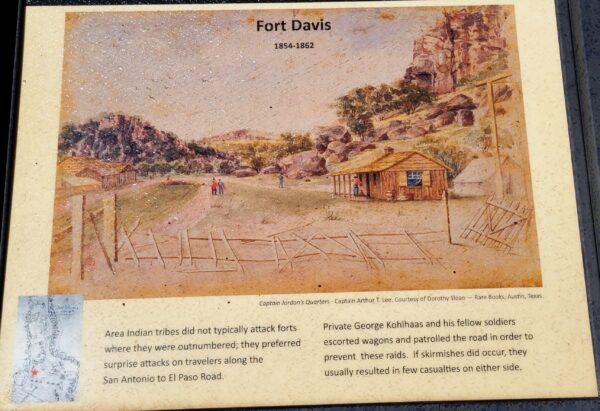 Fort Davis
1854-1862
Captain Jordon's Quarters - Captain Arthur T. Lee, Courtesy of Dorothy Sloan — Rare Books, Austin, Texas.
Area Indian tribes did not typically attack forts
where they were outnumbered; they preferred
surprise attacks on travelers along the
San Antonio to El Paso Road.
Private George Kohlhaas and his fellow soldiers
escorted wagons and patrolled the road in order to
prevent these raids. If skirmishes did occur, they
usually resulted in few casualties on either side.